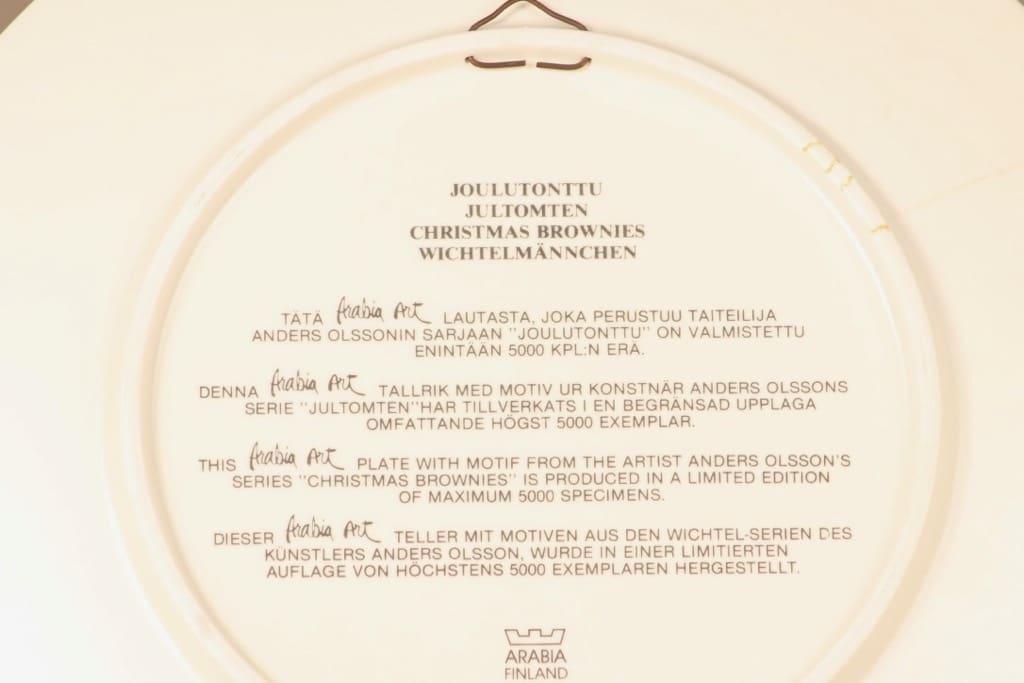 JOULUTONTTU
JULTOMTEN
CHRISTMAS BROWNIES
WICHTELMÄNNCHEN
TÄTÄ Arabia Art LAUTASTA, JOKA PERUSTUU TAITEILIJA
ANDERS OLSSONIN SARJAAN "JOULUTONTTU" ON VALMISTETTU
ENINTÄÄN 5000 KPL:N ERÄ.
DENNA Arabia Art TALLRIK MED MOTIV UR KONSTNÄR ANDERS OLSSONS
SERIE "JULTOMTEN"HAR TILLVERKATS I EN BEGRÄNSAD UPPLAGA
OMFATTANDE HÖGST 5000 EXEMPLAR.
THIS Arabia Art PLATE WITH MOTIF FROM THE ARTIST ANDERS OLSSON'S
SERIES "CHRISTMAS BROWNIES" IS PRODUCED IN A LIMITED EDITION
OF MAXIMUM 5000 SPECIMENS.
DIESER Arabia Art TELLER MIT MOTIVEN AUS DEN WICHTEL-SERIEN DES
KÜNSTLERS ANDERS OLSSON, WURDE IN EINER LIMITIERTEN
AUFLAGE VON HÖCHSTENS 5000 EXEMPLAREN HERGESTELLT.
ARABIA
FINLAND